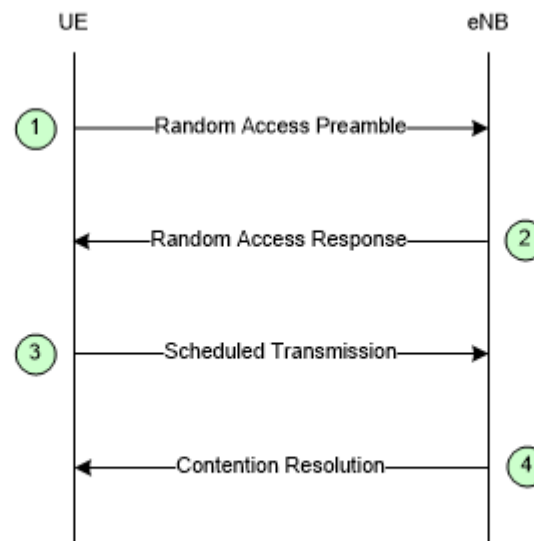 UE
eNB
1
Random Access Preamble
Random Access Response
2
3
Scheduled Transmission
Contention Resolution
4